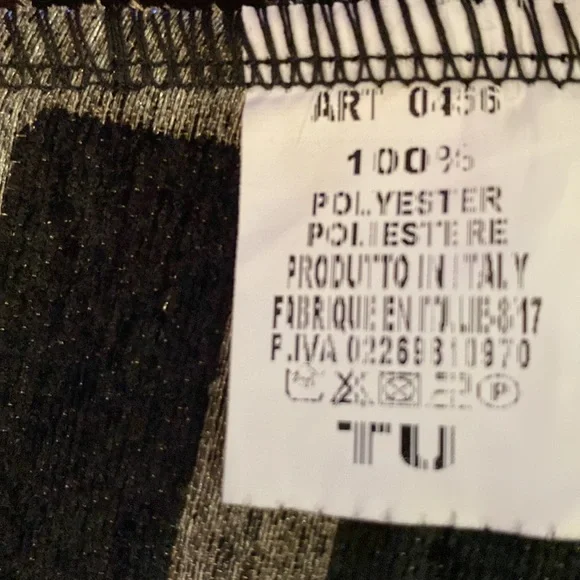 ART 0456
100%
POLYESTER
POLIESTERE
PRODUTTO IN ITALY
FABRIQUE EN ITALIE-8/17
P.IVA 02269810970
P
TU